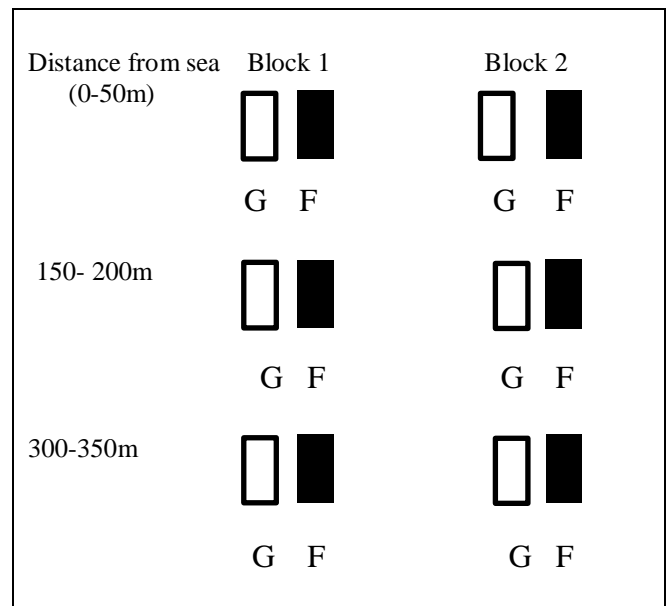 Distance from sea Block 1 Block 2
(0-50m)
G F G F
150- 200m
G F G F
300-350m
G F G F